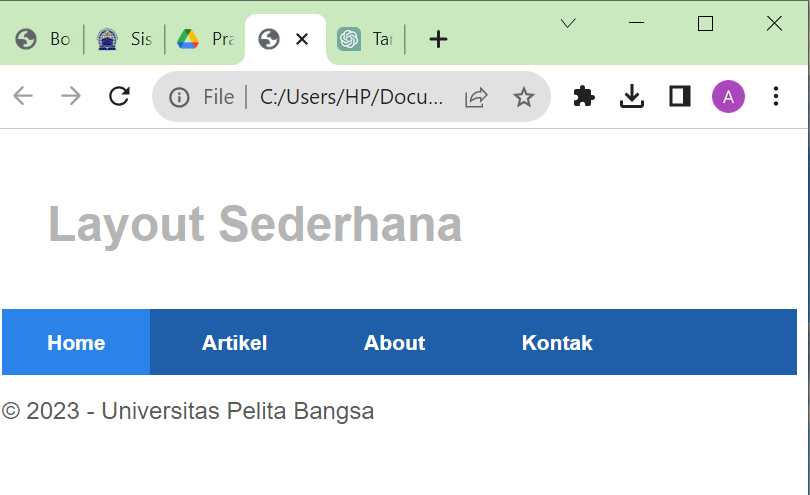 Bo
Sis
Pra
Tar
File
C:/Users/HP/Docu...
A
Layout Sederhana
Home Artikel About Kontak
© 2023 - Universitas Pelita Bangsa